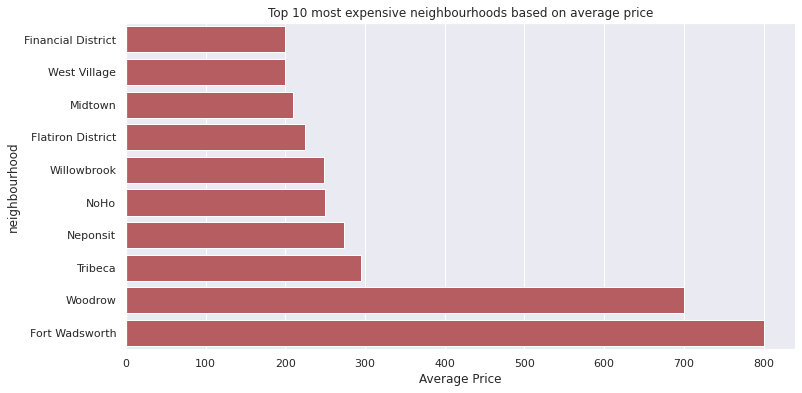 Top 10 most expensive neighbourhoods based on average price
neighbourhood
Financial District
West Village
Midtown
Flatiron District
Willowbrook
NoHo
Neponsit
Tribeca
Woodrow
Fort Wadsworth
0 100 200 300 400 500 600 700 800
Average Price